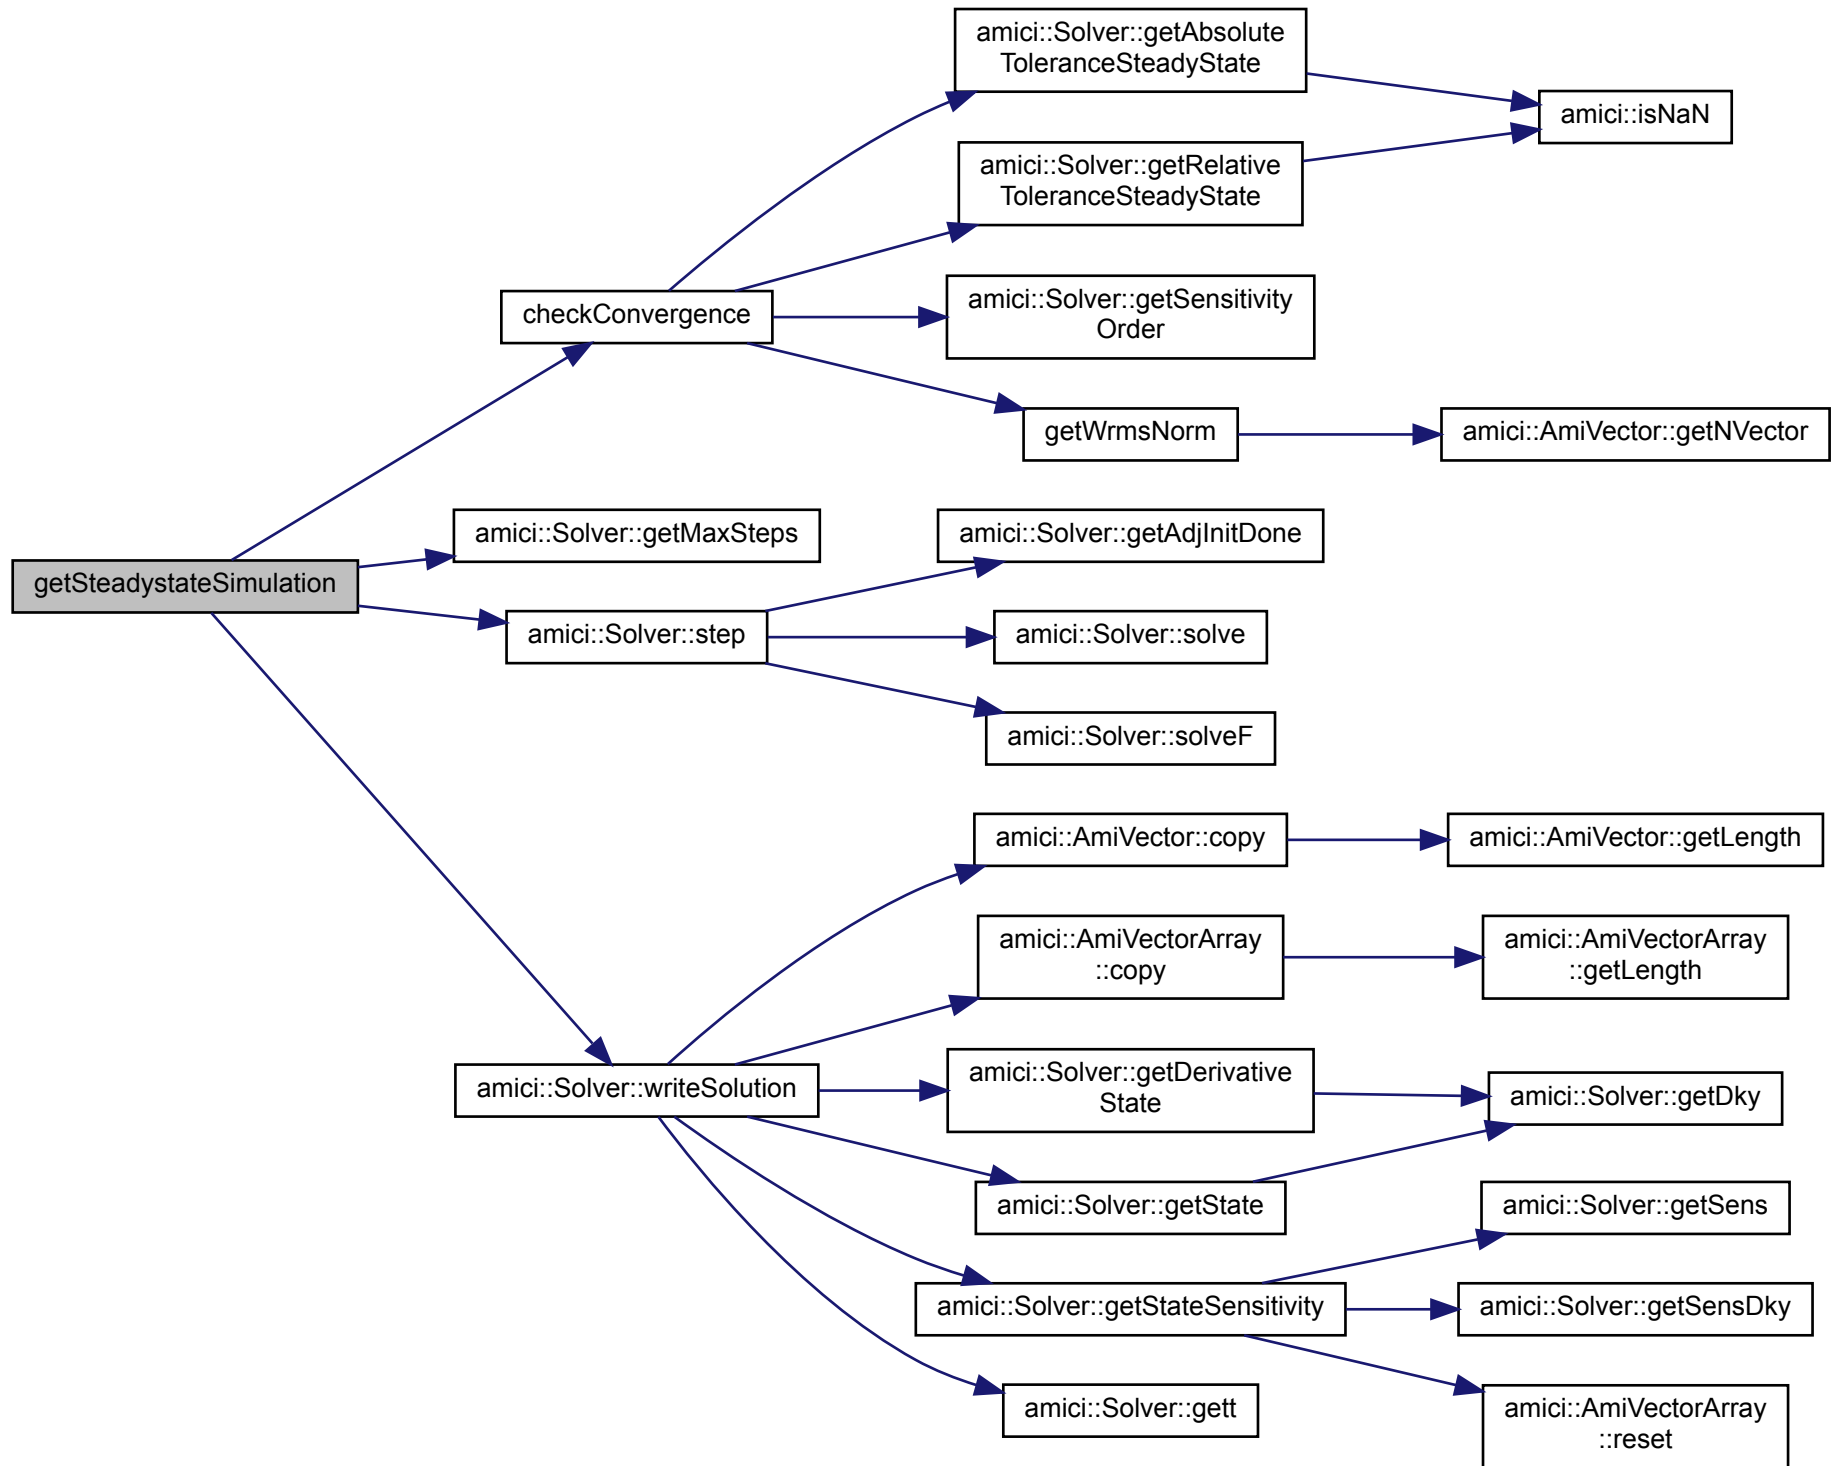 amici::Solver::getAbsolute
ToleranceSteadyState
amici::isNaN
amici::Solver::getRelative
ToleranceSteadyState
checkConvergence
amici::Solver::getSensitivity
Order
getWrmsNorm
amici::AmiVector::getNVector
amici::Solver::getMaxSteps
amici::Solver::getAdjInitDone
getSteadystateSimulation
amici::Solver::step
amici::Solver::solve
amici::Solver::solveF
amici::AmiVector::copy
amici::AmiVector::getLength
amici::AmiVectorArray
::copy
amici::AmiVectorArray
::getLength
amici::Solver::writeSolution
amici::Solver::getDerivative
State
amici::Solver::getDky
amici::Solver::getState
amici::Solver::getSens
amici::Solver::getStateSensitivity
amici::Solver::getSensDky
amici::Solver::gett
amici::AmiVectorArray
::reset